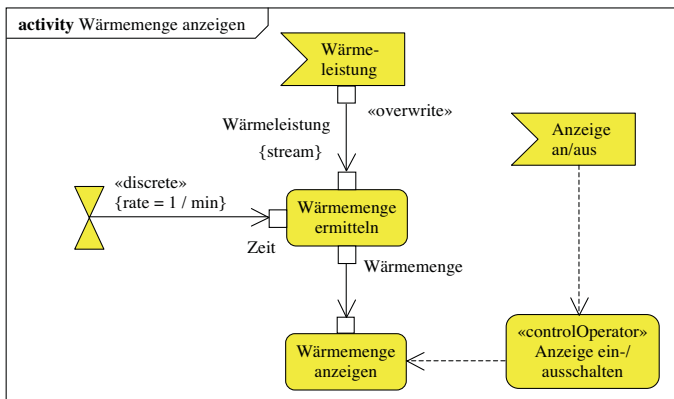 activity Wärmemenge anzeigen
Wärme-
leistung
«overwrite»
Wärmeleistung
{stream}
Anzeige
an/aus
«discrete»
{rate = 1 / min}
Zeit
Wärmemenge
ermitteln
Wärmemenge
Wärmemenge
anzeigen
«controlOperator»
Anzeige ein-/
ausschalten